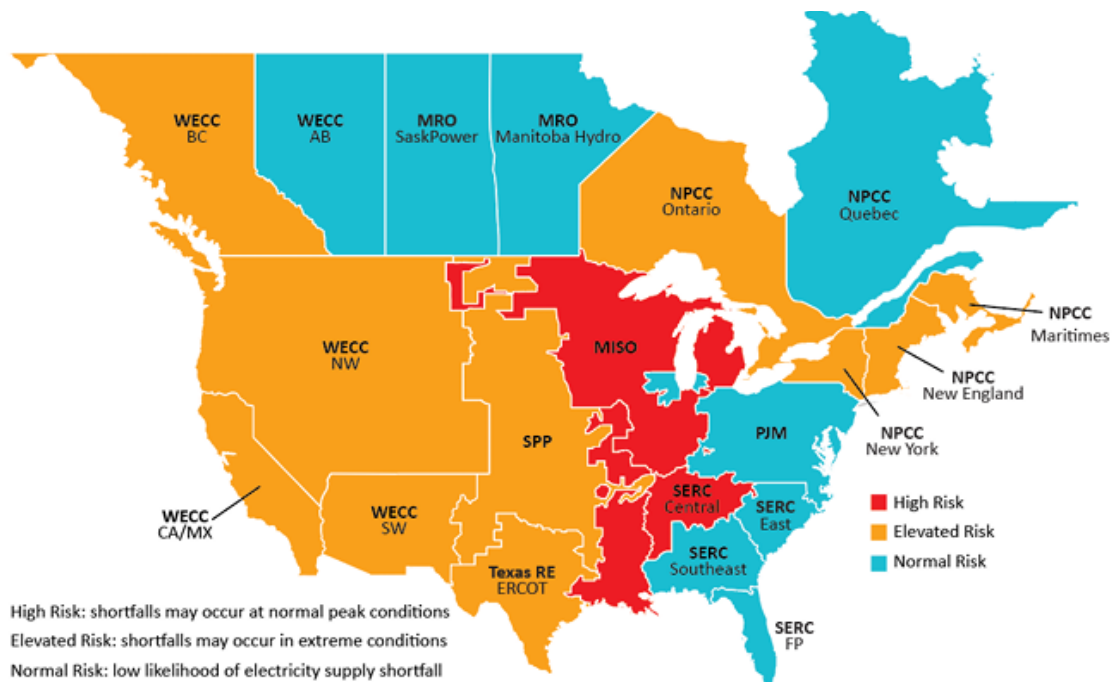 WECC
BC
WECC
AB
MRO
SaskPower
MRO
Manitoba Hydro
NPCC
Ontario
NPCC
Quebec
NPCC
Maritimes
WECC
NW
MISO
NPCC
New England
NPCC
New York
SPP
PJM
WECC
CA/MX
WECC
SW
SERC
Central
SERC
East
SERC
Southeast
Texas RE
ERCOT
SERC
FP
High Risk
Elevated Risk
Normal Risk
High Risk: shortfalls may occur at normal peak conditions
Elevated Risk: shortfalls may occur in extreme conditions
Normal Risk: low likelihood of electricity supply shortfall